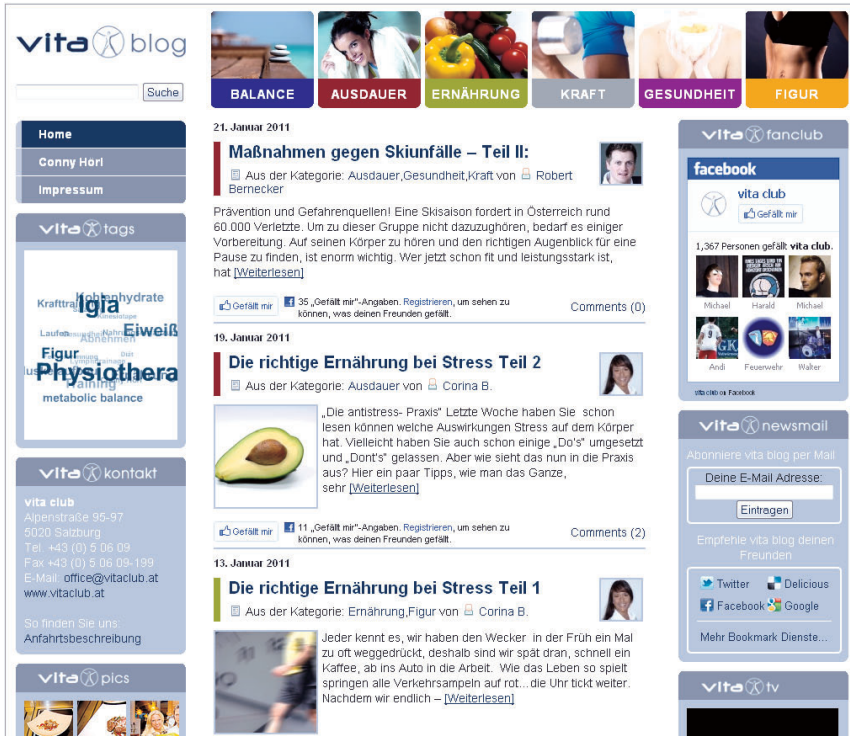 vita blog
Suche
BALANCE
AUSDAUER
ERNÄHRUNG
KRAFT
GESUNDHEIT
FIGUR
Home
Conny Hörl
Impressum
vita tags
Krafttra
Kohlenhydrate
Igia
Laufen
Nahru
Eiweiß
Abnehmen
Figur
Diät
Physiothera
Training
metabolic balance
vita kontakt
vita club
Alpenstraße 95-97
5020 Salzburg
Tel. +43 (0) 5 06 09
Fax +43 (0) 5 06 09-199
E-Mail: office@vitaclub.at
www.vitaclub.at
So finden Sie uns:
Anfahrtsbeschreibung
vita pics
21. Januar 2011
Maßnahmen gegen Skiunfälle – Teil II:
Aus der Kategorie: Ausdauer,Gesundheit,Kraft von Robert
Bernecker
Prävention und Gefahrenquellen! Eine Skisaison fordert in Österreich rund
60.000 Verletzte. Um zu dieser Gruppe nicht dazuzugehören, bedarf es einiger
Vorbereitung. Auf seinen Körper zu hören und den richtigen Augenblick für eine
Pause zu finden, ist enorm wichtig. Wer jetzt schon fit und leistungsstark ist,
hat [Weiterlesen]
Gefällt mir
35 „Gefällt mir"-Angaben. Registrieren, um sehen zu
können, was deinen Freunden gefällt.
Comments (0)
19. Januar 2011
Die richtige Ernährung bei Stress Teil 2
Aus der Kategorie: Ausdauer von Corina B.
„Die antistress- Praxis" Letzte Woche haben Sie schon
lesen können welche Auswirkungen Stress auf dem Körper
hat. Vielleicht haben Sie auch schon einige „Do's" umgesetzt
und „Dont's" gelassen. Aber wie sieht das nun in die Praxis
aus? Hier ein paar Tipps, wie man das Ganze,
sehr [Weiterlesen]
Gefällt mir
11 „Gefällt mir"-Angaben. Registrieren, um sehen zu
können, was deinen Freunden gefällt.
Comments (2)
13. Januar 2011
Die richtige Ernährung bei Stress Teil 1
Aus der Kategorie: Ernährung,Figur von Corina B.
Jeder kennt es, wir haben den Wecker in der Früh ein Mal
zu oft weggedrückt, deshalb sind wir spät dran, schnell ein
Kaffee, ab ins Auto in die Arbeit. Wie das Leben so spielt
springen alle Verkehrsampeln auf rot...die Uhr tickt weiter.
Nachdem wir endlich – [Weiterlesen]
vita fanclub
facebook
vita club
Gefällt mir
1,367 Personen gefällt vita club.
Michael
Harald
Michael
Andi
Feuerwehr
Walter
vita club on Facebook
vita newsmail
Abonniere vita blog per Mail
Deine E-Mail Adresse:
Eintragen
Empfehle vita blog deinen
Freunden
Twitter
Delicious
Facebook
Google
Mehr Bookmark Dienste...
vita tv